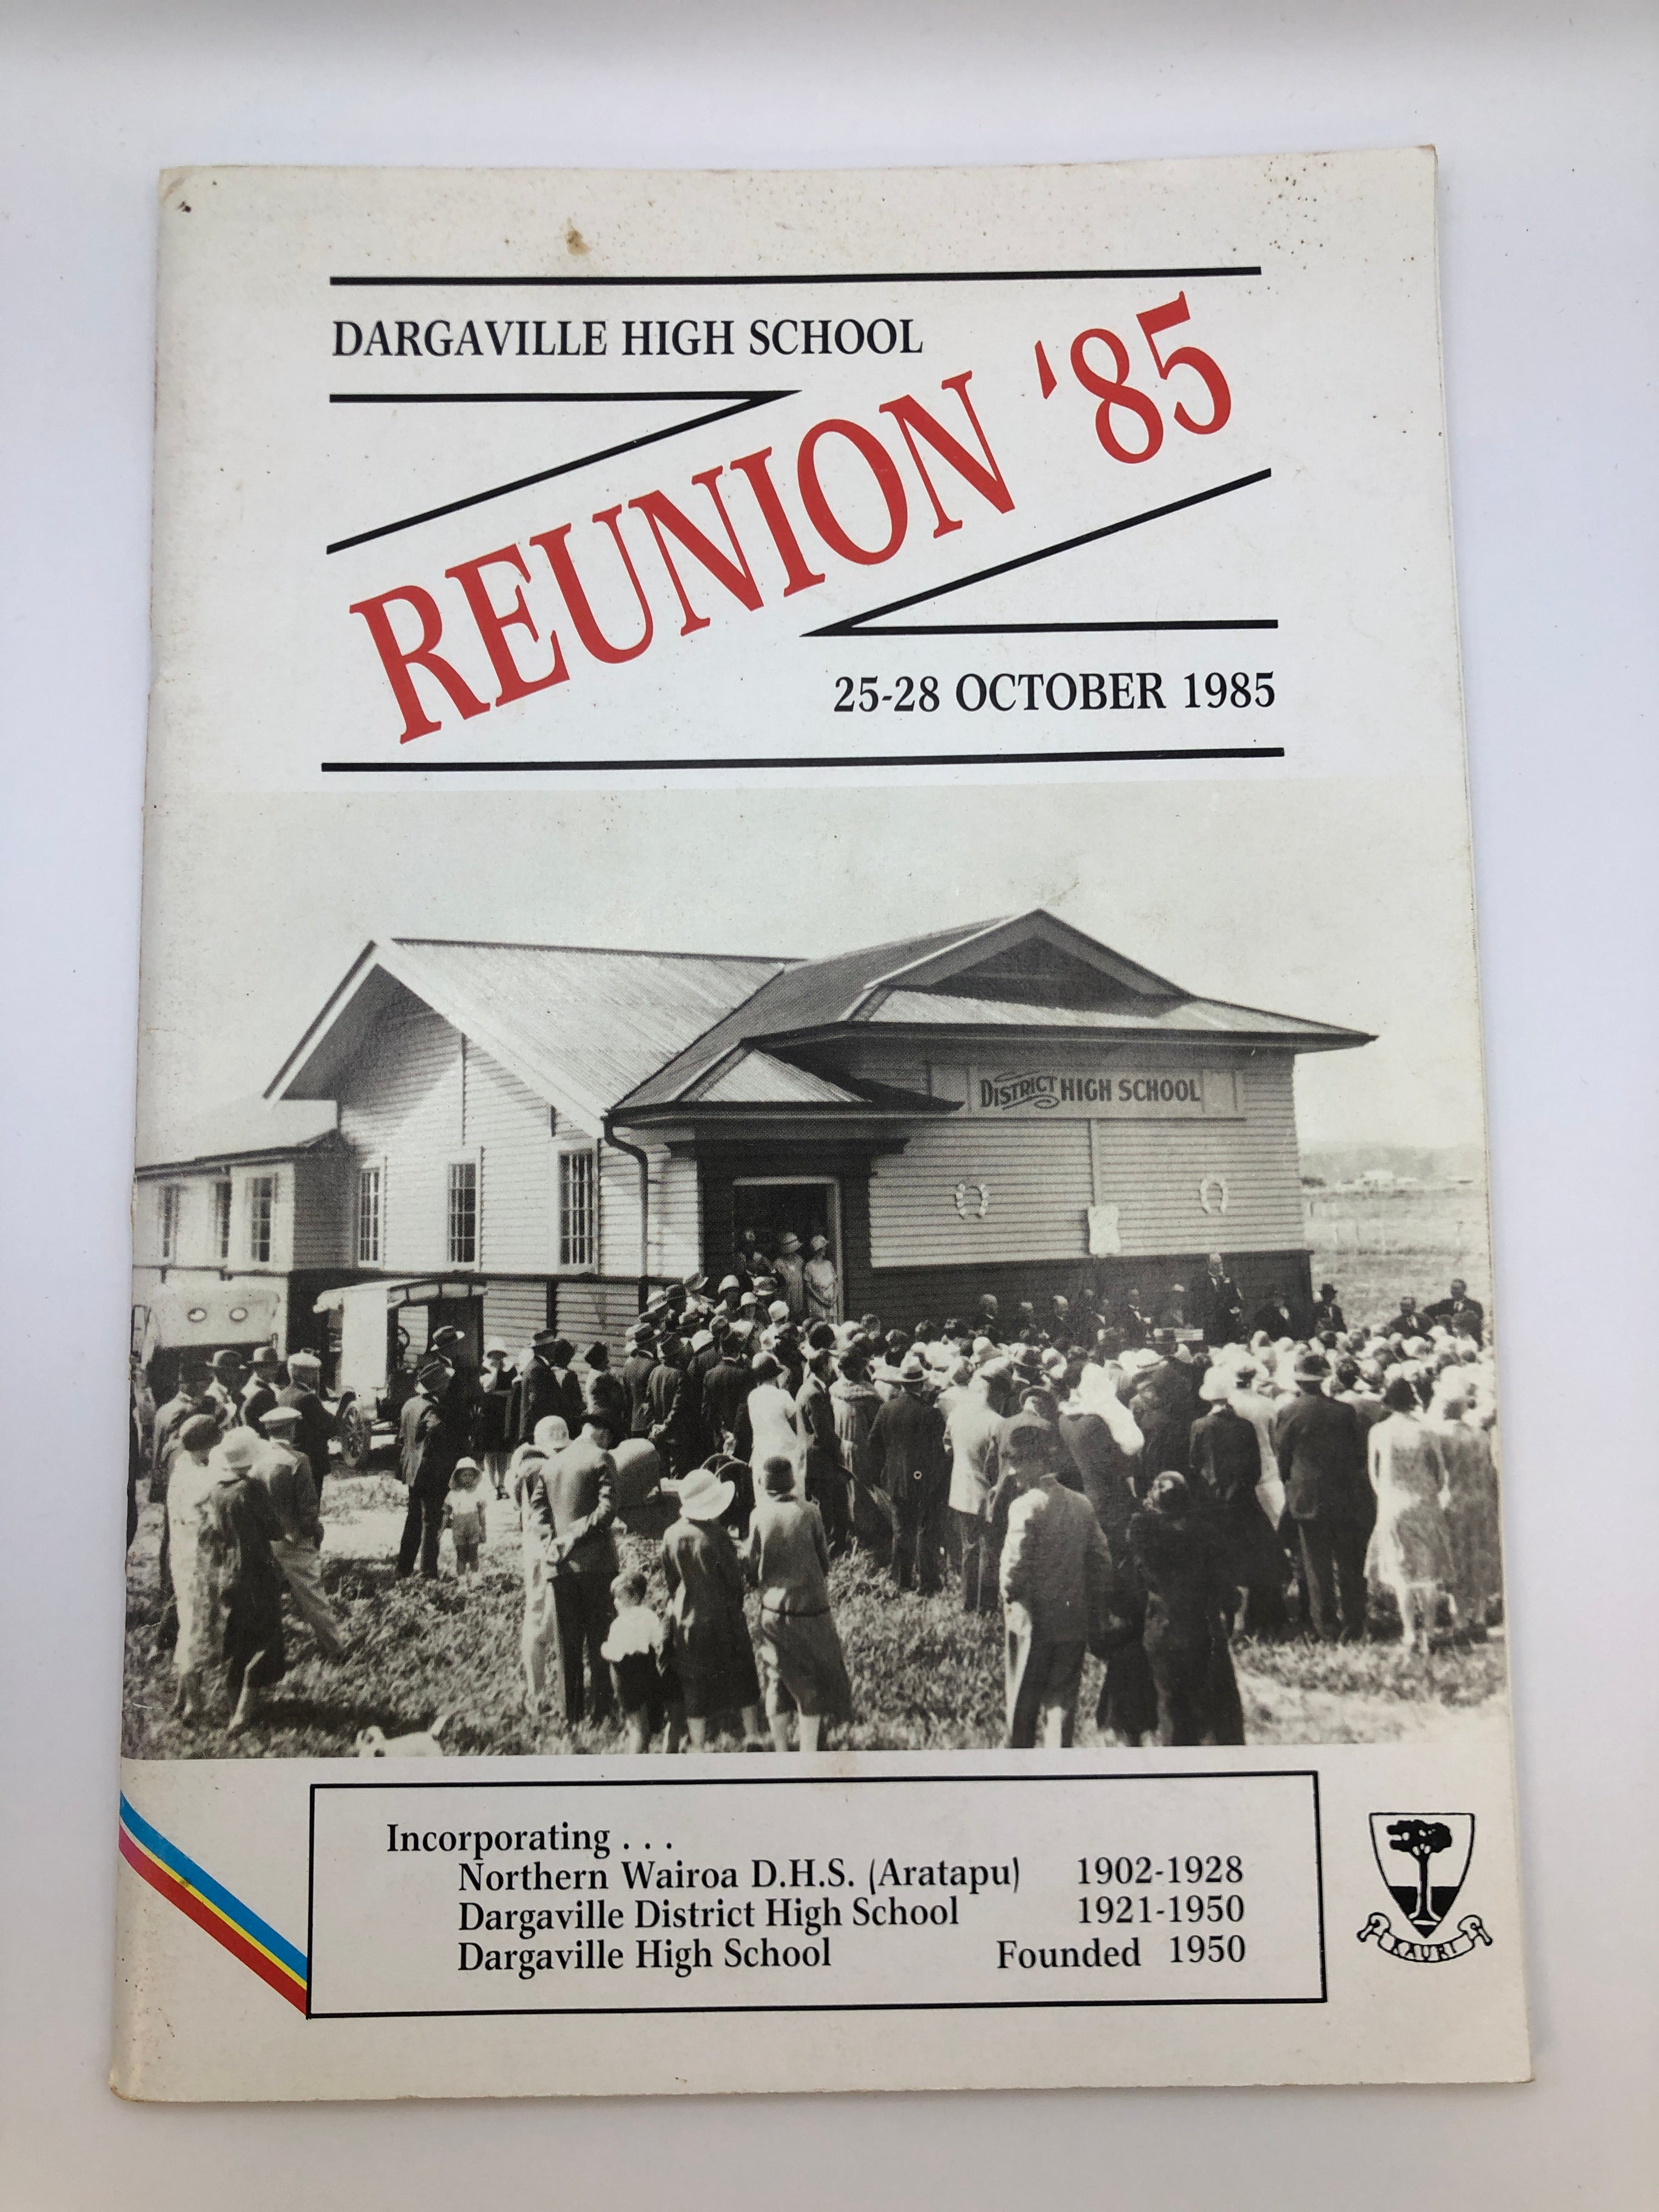 DARGAVILLE HIGH SCHOOL
REUNION '85
25-28 OCTOBER 1985
DISTRICT HIGH SCHOOL
Incorporating . . .
Northern Wairoa D.H.S. (Aratapu) 1902-1928
Dargaville District High School 1921-1950
Dargaville High School Founded 1950
KAURI